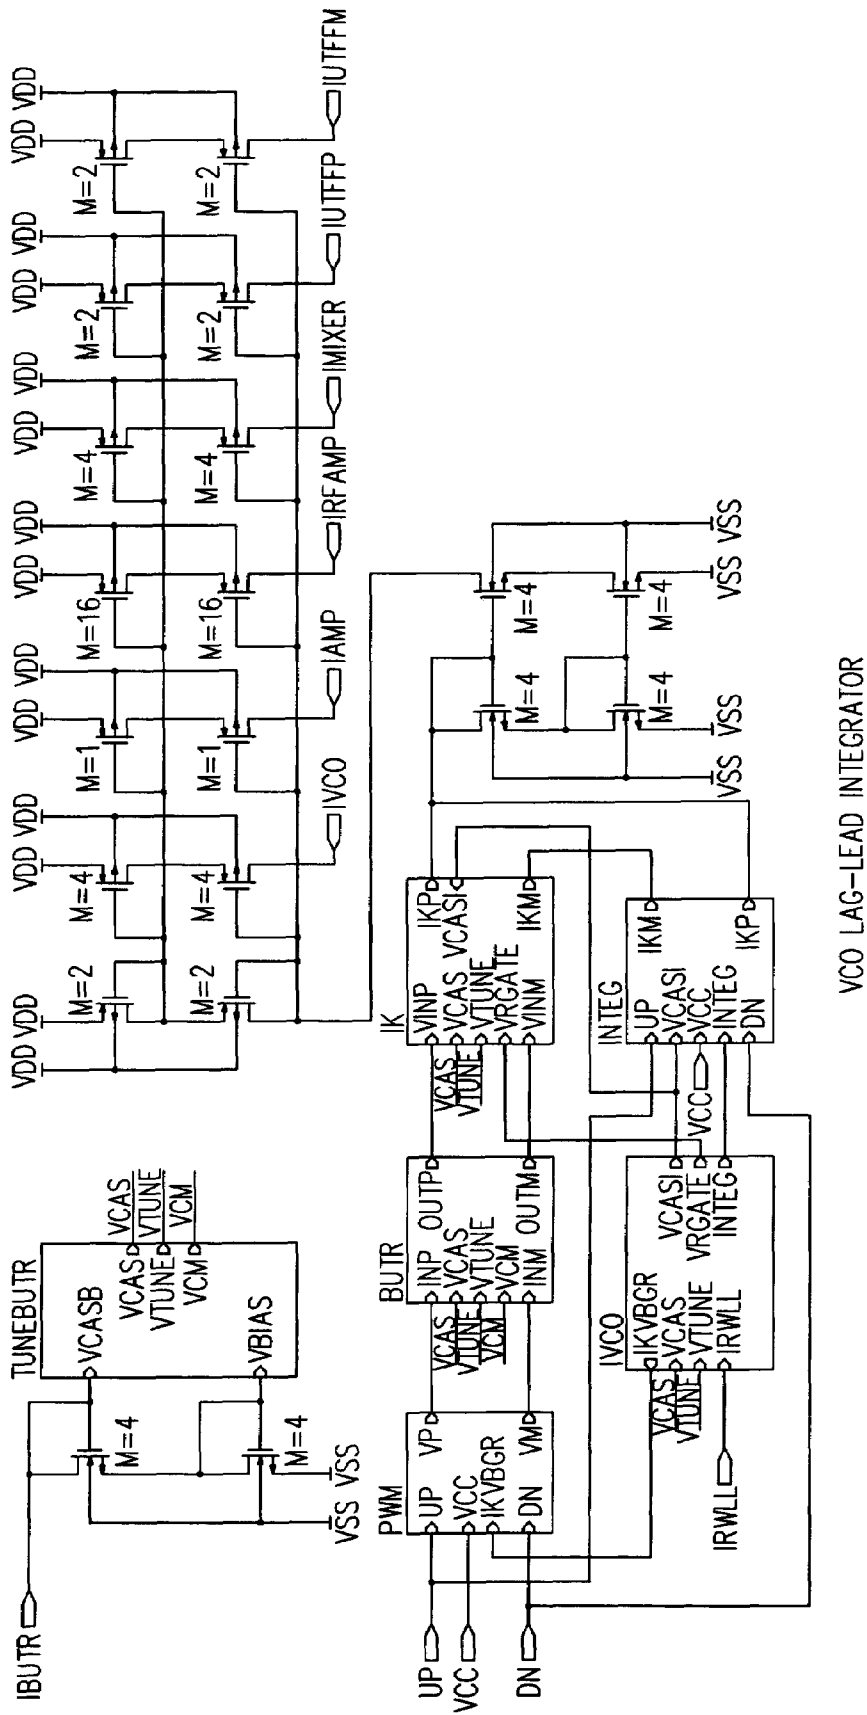 IBUTR
M=4
M=4
VSS VSS
TUNEBUTR
VCASB
VBIAS
VCAS
VTUNE
VCM
VCAS
VTUNE
VCM
VDD VDD VDD VDD VDD VDD VDD VDD VDD VDD VDD VDD VDD VDD
M=2 M=4 M=1 M=16 M=4 M=2 M=2
M=2 M=4 M=1 M=16 M=4 M=2 M=2
IVCO IAMP IRFAMP IMIXER IUTFFP IUTFFM
UP
VCC
DN
PWM
UP
VCC
IKVBGR
DN
VP
VM
VCAS
VTUNE
VCM
BUTR
INP
VCAS
VTUNE
VCM
INM
OUTP
OUTM
VCAS
VTUNE
IK
VINP
VCAS
VTUNE
VRGATE
VINM
IKP
VCASI
IKM
M=4 M=4
M=4 M=4
VSS VSS VSS VSS
IRWLL
VCAS
VTUNE
IVCO
IKVBGR
VCAS
VTUNE
IRWLL
VCASI
VRGATE
INTEG
VCC
INTEG
UP
VCASI
VCC
INTEG
DN
IKM
IKP
VCO LAG-LEAD INTEGRATOR